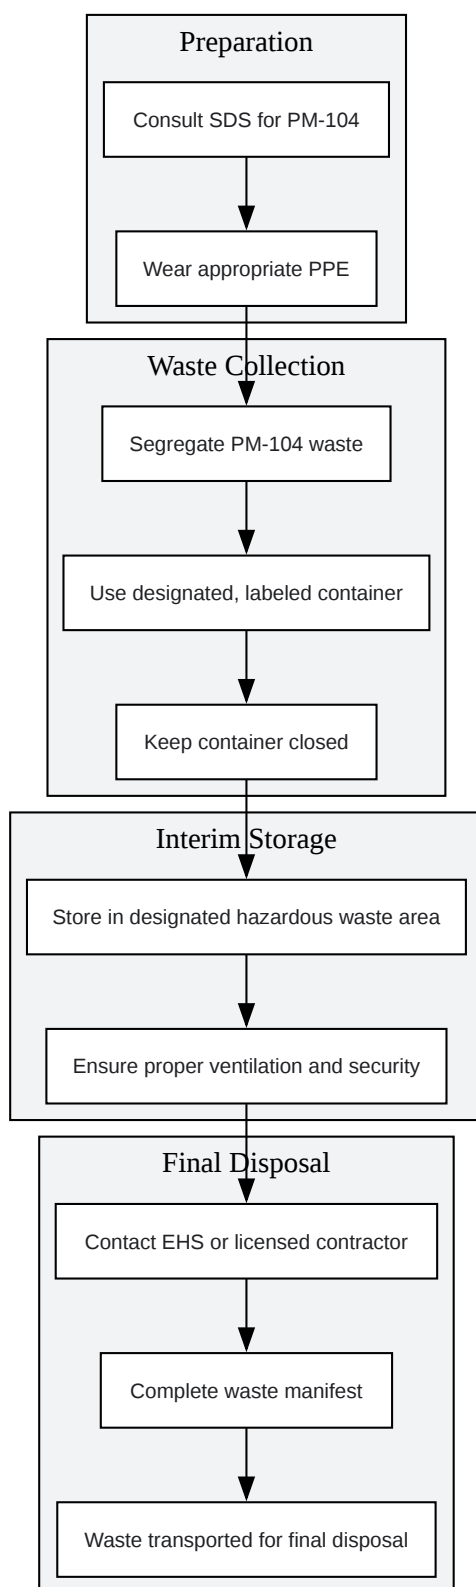 Preparation
Consult SDS for PM-104
Wear appropriate PPE
Waste Collection
Segregate PM-104 waste
Use designated, labeled container
Keep container closed
Interim Storage
Store in designated hazardous waste area
Ensure proper ventilation and security
Final Disposal
Contact EHS or licensed contractor
Complete waste manifest
Waste transported for final disposal